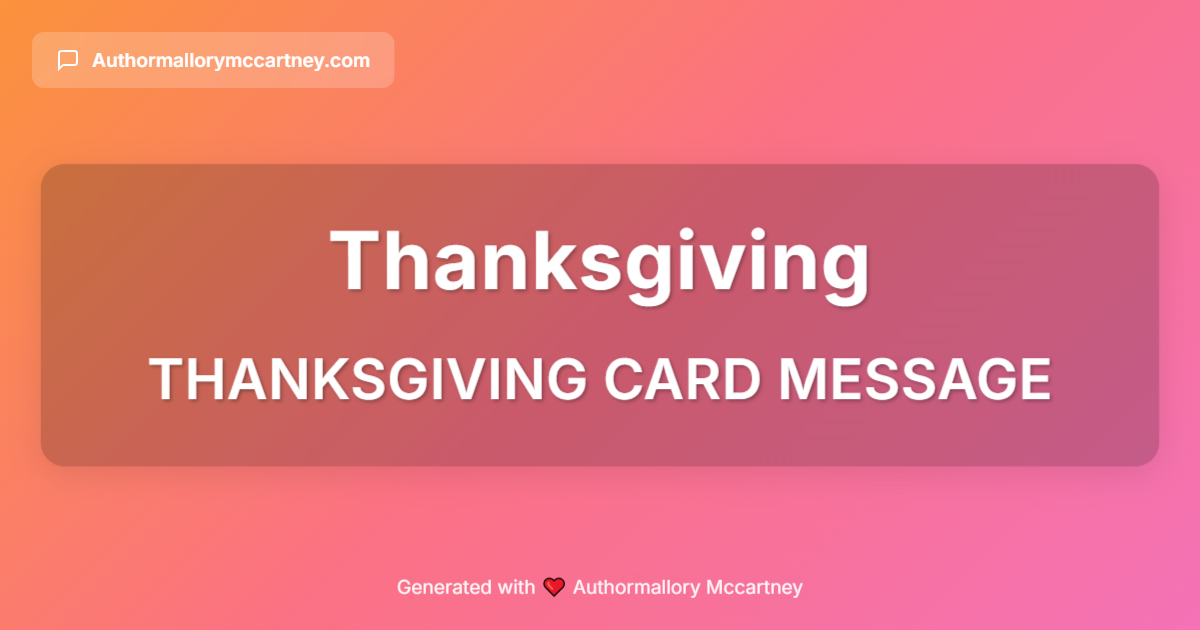 Authormallorymccartney.com
Thanksgiving
THANKSGIVING CARD MESSAGE
Generated with ❤️ Authormallory Mccartney